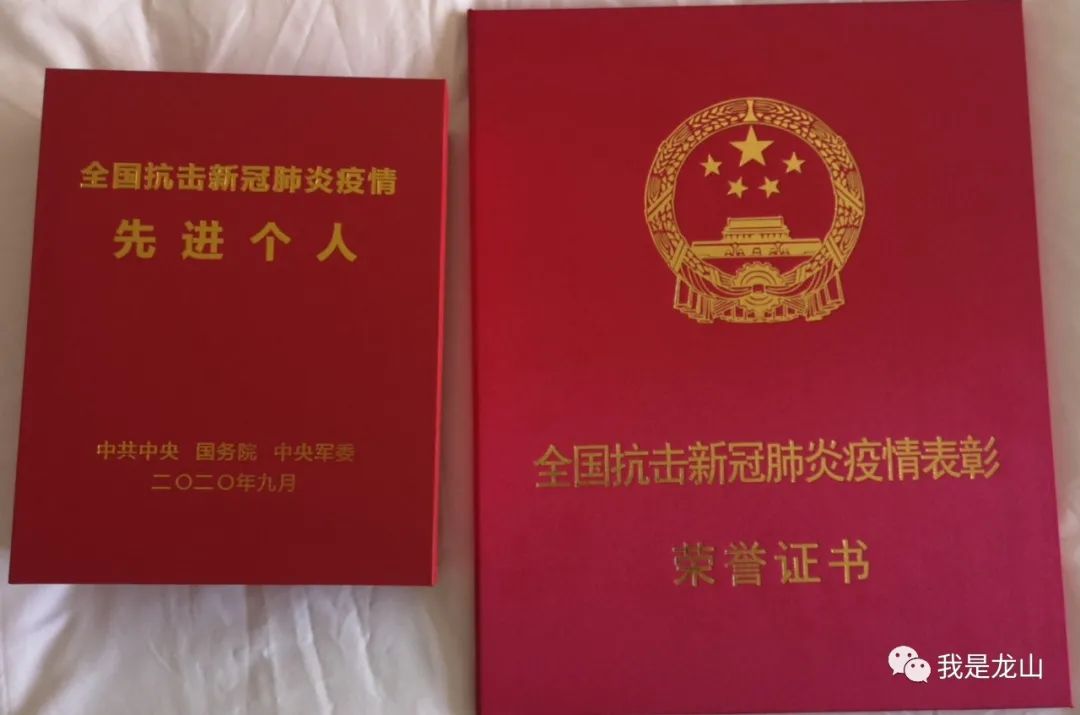 全国抗击新冠肺炎疫情
先进个人
中共中央 国务院 中央军委
二〇二〇年九月
全国抗击新冠肺炎疫情表彰
荣誉证书
我是龙山